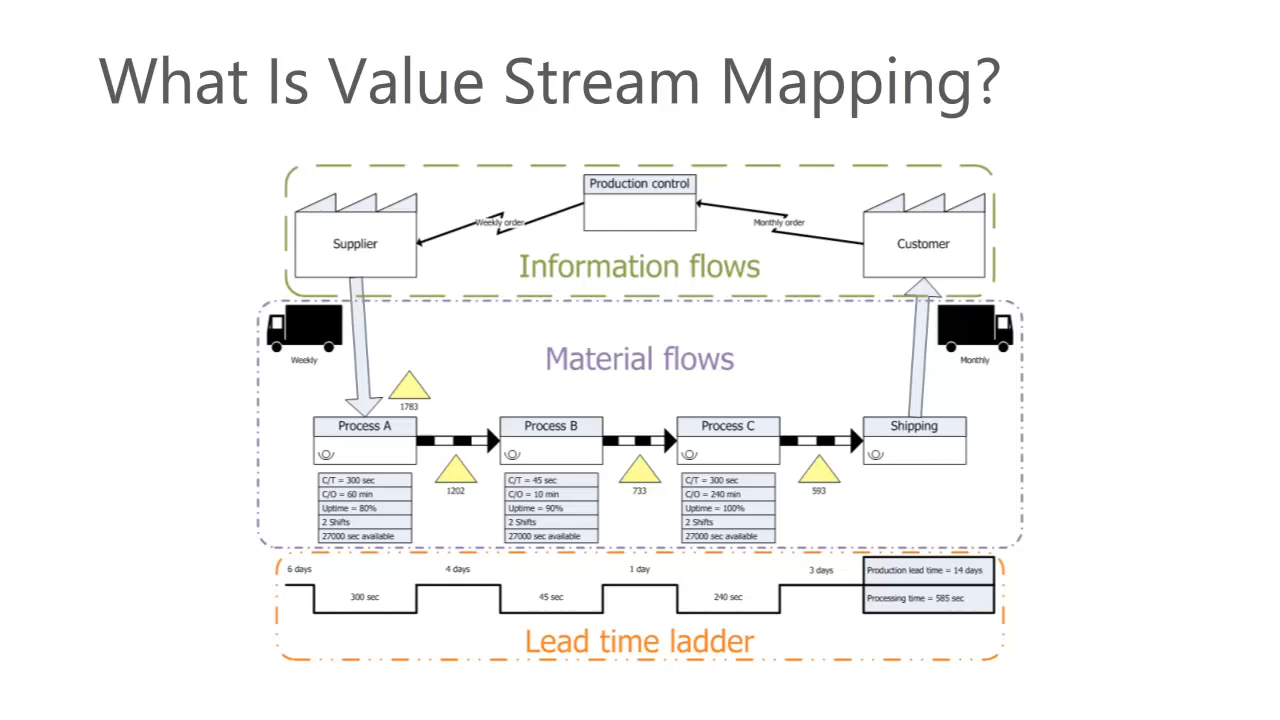 What Is Value Stream Mapping?
Production control
Supplier
Weekly order
Monthly order
Customer
Information flows
Weekly
Material flows
Monthly
1783
Process A
Process B
Process C
Shipping
1202
733
593
C/T = 300 sec
C/O = 60 min
Uptime = 80%
2 Shifts
27000 sec available
C/T = 45 sec
C/O = 10 min
Uptime = 90%
2 Shifts
27000 sec available
C/T = 300 sec
C/O = 240 min
Uptime = 100%
2 Shifts
27000 sec available
6 days
4 days
1 day
3 days
Production lead time = 14 days
300 sec
45 sec
240 sec
Processing time = 585 sec
Lead time ladder